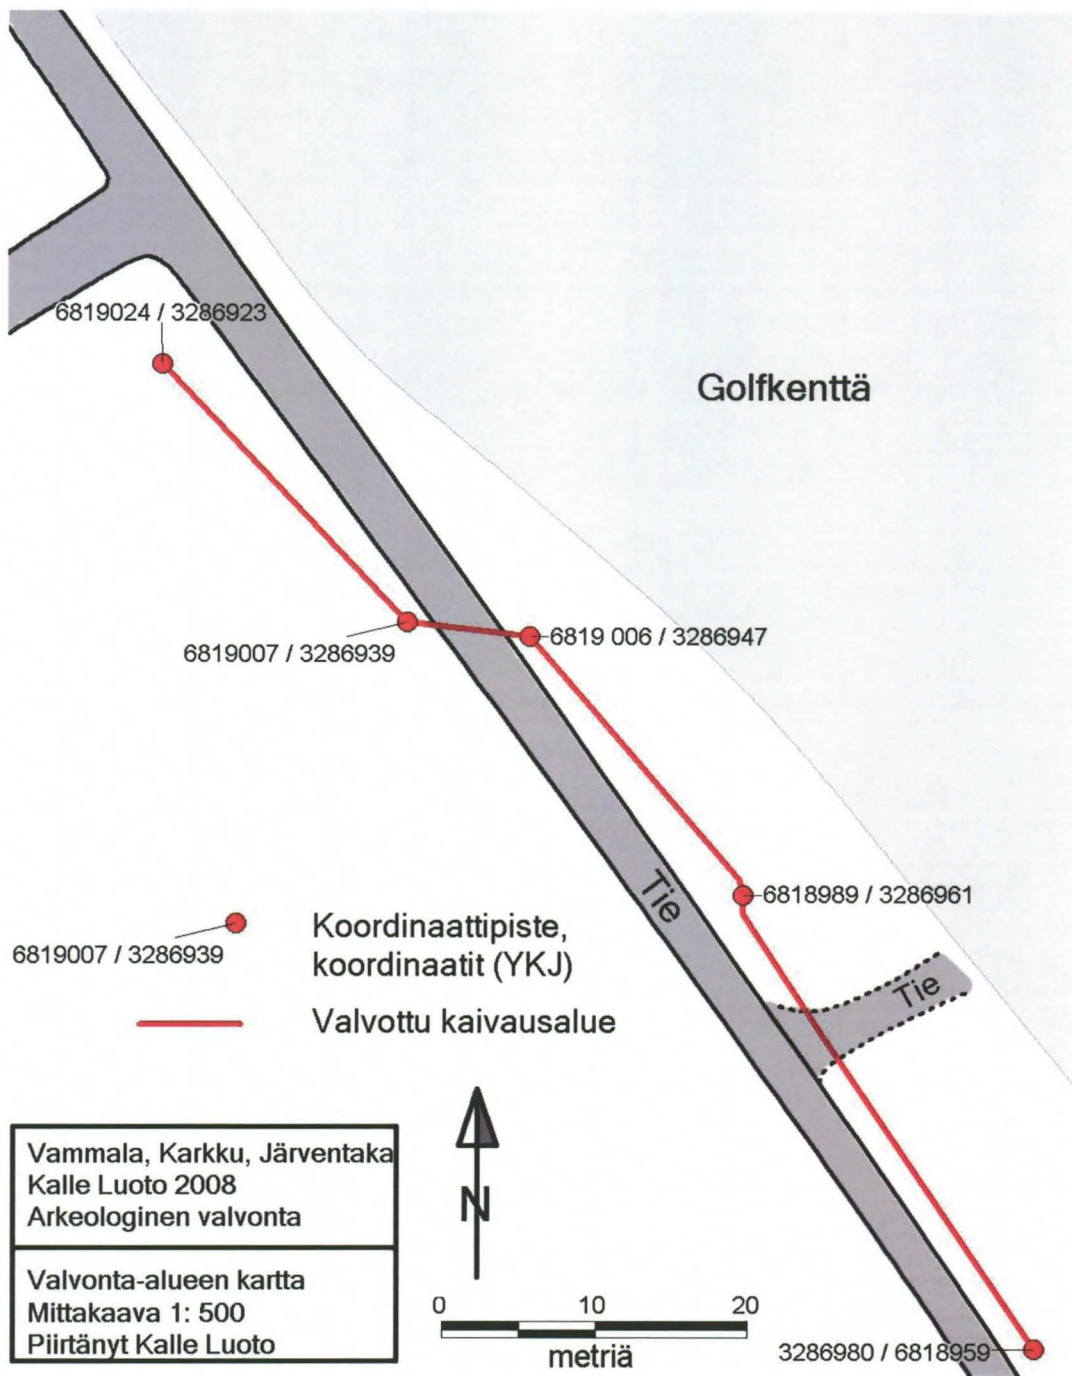 6819024 / 3286923
Golfkenttä
6819007 / 3286939
6819 006 / 3286947
Tie
6818989 / 3286961
6819007 / 3286939
Koordinaattipiste,
koordinaatit (YKJ)
Tie
Valvottu kaivausalue
N
Vammala, Karkku, Järventaka
Kalle Luoto 2008
Arkeologinen valvonta
Valvonta-alueen kartta
Mittakaava 1: 500
Piirtänyt Kalle Luoto
0 10 20
metriä
3286980 / 6818959